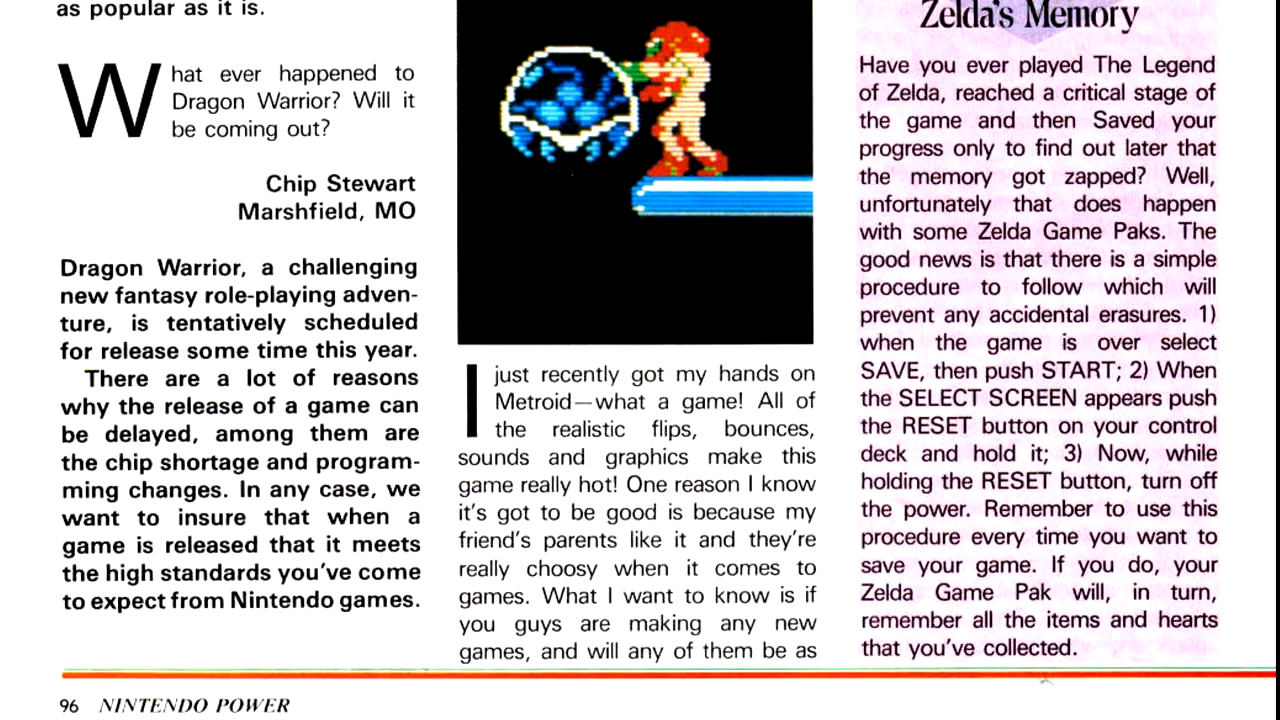 as popular as it is.
What ever happened to
Dragon Warrior? Will it
be coming out?
Chip Stewart
Marshfield, MO
Dragon Warrior, a challenging
new fantasy role-playing adven-
ture, is tentatively scheduled
for release some time this year.
There are a lot of reasons
why the release of a game can
be delayed, among them are
the chip shortage and program-
ming changes. In any case, we
want to insure that when a
game is released that it meets
the high standards you've come
to expect from Nintendo games.
I just recently got my hands on
Metroid—what a game! All of
the realistic flips, bounces,
sounds and graphics make this
game really hot! One reason I know
it's got to be good is because my
friend's parents like it and they're
really choosy when it comes to
games. What I want to know is if
you guys are making any new
games, and will any of them be as
Zelda's Memory
Have you ever played The Legend
of Zelda, reached a critical stage of
the game and then Saved your
progress only to find out later that
the memory got zapped? Well,
unfortunately that does happen
with some Zelda Game Paks. The
good news is that there is a simple
procedure to follow which will
prevent any accidental erasures. 1)
when the game is over select
SAVE, then push START; 2) When
the SELECT SCREEN appears push
the RESET button on your control
deck and hold it; 3) Now, while
holding the RESET button, turn off
the power. Remember to use this
procedure every time you want to
save your game. If you do, your
Zelda Game Pak will, in turn,
remember all the items and hearts
that you've collected.
96 NINTENDO POWER